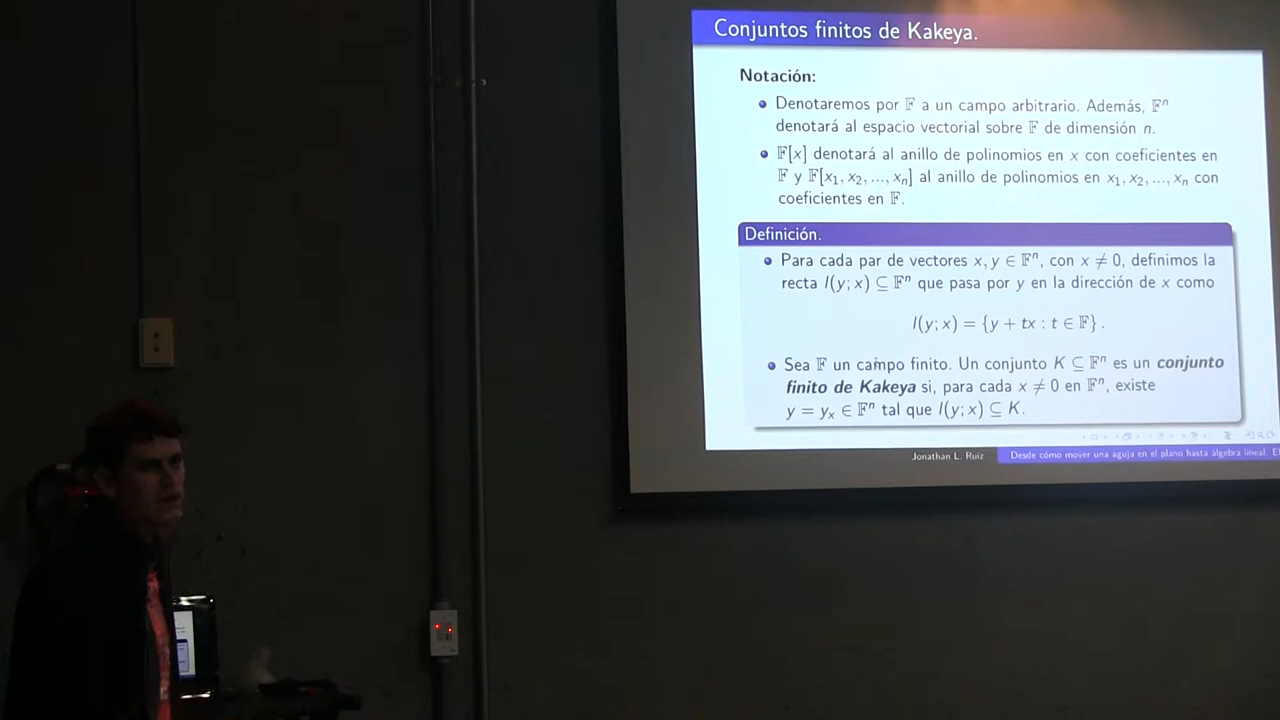 Conjuntos finitos de Kakeya.
Notación:
Denotaremos por 𝔽 a un campo arbitrario. Además, 𝔽ⁿ
denotará al espacio vectorial sobre 𝔽 de dimensión n.
𝔽[x] denotará al anillo de polinomios en x con coeficientes en
𝔽 y 𝔽[x₁, x₂, ..., xₙ] al anillo de polinomios en x₁, x₂, ..., xₙ con
coeficientes en 𝔽.
Definición.
Para cada par de vectores x, y ∈ 𝔽ⁿ, con x ≠ 0, definimos la
recta l(y; x) ⊆ 𝔽ⁿ que pasa por y en la dirección de x como
l(y; x) = {y + tx : t ∈ 𝔽} .
Sea 𝔽 un campo finito. Un conjunto K ⊆ 𝔽ⁿ es un conjunto
finito de Kakeya si, para cada x ≠ 0 en 𝔽ⁿ, existe
y = yₓ ∈ 𝔽ⁿ tal que l(y; x) ⊆ K.
Jonathan L. Ruiz Desde cómo mover una aguja en el plano hasta álgebra lineal.